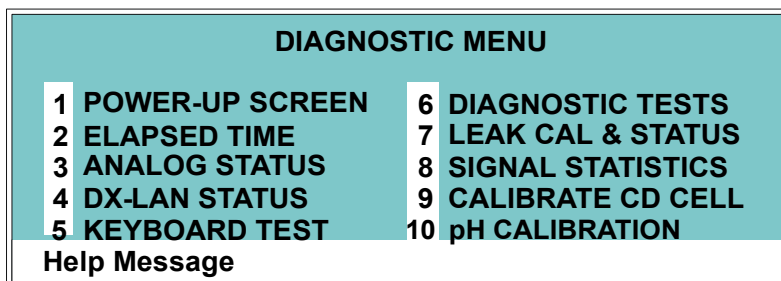 DIAGNOSTIC MENU
1 POWER-UP SCREEN
2 ELAPSED TIME
3 ANALOG STATUS
4 DX-LAN STATUS
5 KEYBOARD TEST
6 DIAGNOSTIC TESTS
7 LEAK CAL & STATUS
8 SIGNAL STATISTICS
9 CALIBRATE CD CELL
10 pH CALIBRATION
Help Message